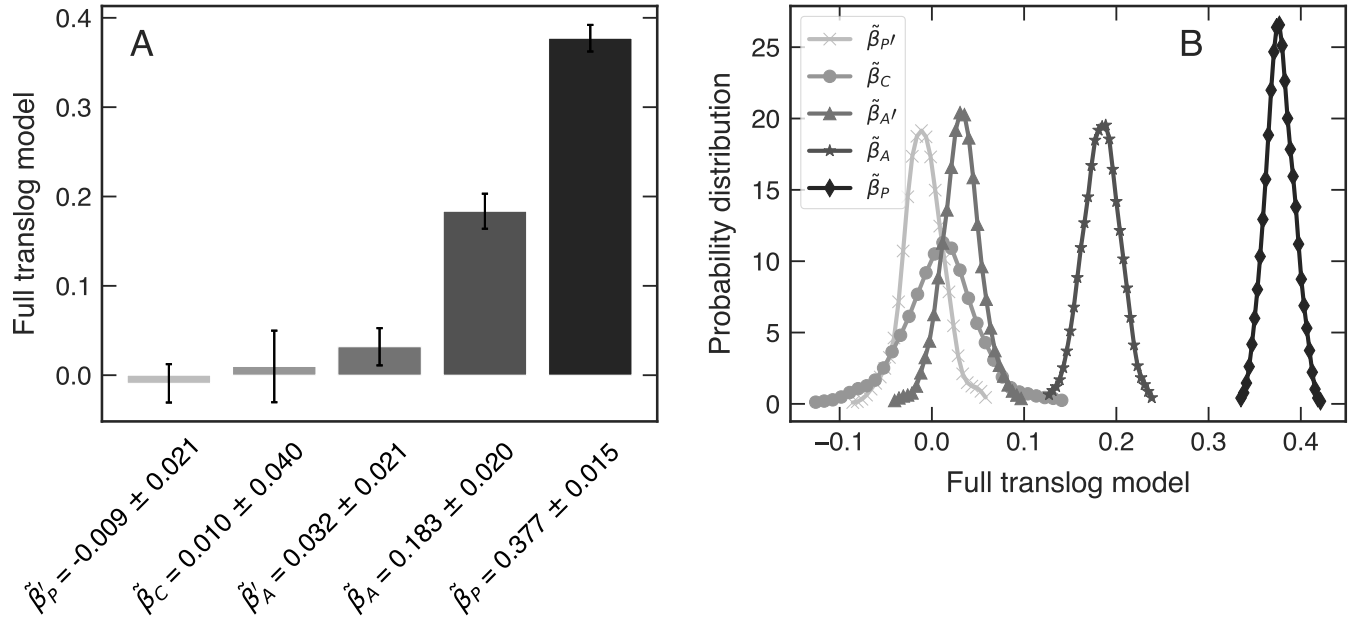 A
Full translog model
0.4
0.3
0.2
0.1
0.0
β̃′P = -0.009 ± 0.021
β̃C = 0.010 ± 0.040
β̃′A = 0.032 ± 0.021
β̃A = 0.183 ± 0.020
β̃P = 0.377 ± 0.015
B
β̃P′
β̃C
β̃A′
β̃A
β̃P
Probability distribution
25
20
15
10
5
0
−0.1 0.0 0.1 0.2 0.3 0.4
Full translog model